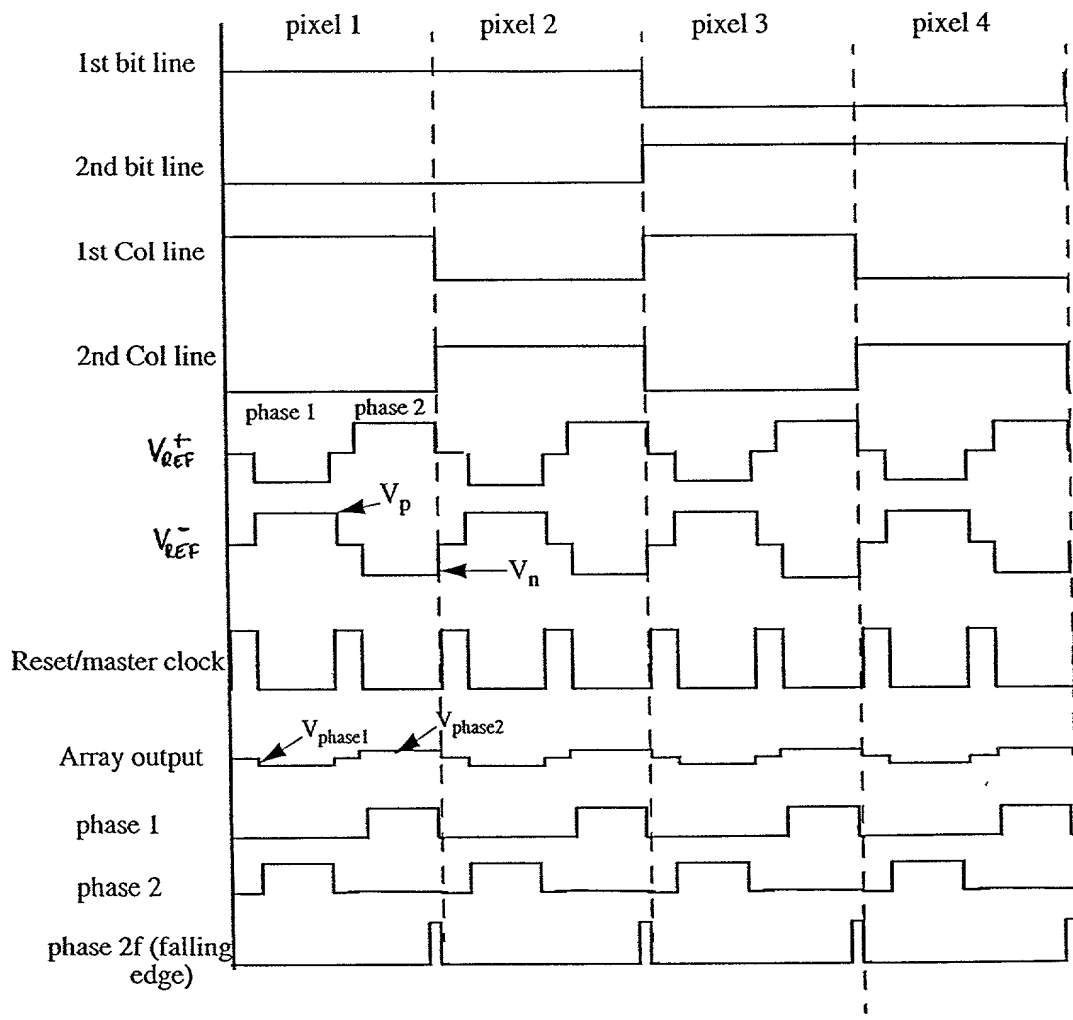 pixel 1 pixel 2 pixel 3 pixel 4
1st bit line
2nd bit line
1st Col line
2nd Col line
phase 1 phase 2
V_REF^+
V_p
V_REF^-
V_n
Reset/master clock
V_phase1 V_phase2
Array output
phase 1
phase 2
phase 2f (falling
edge)